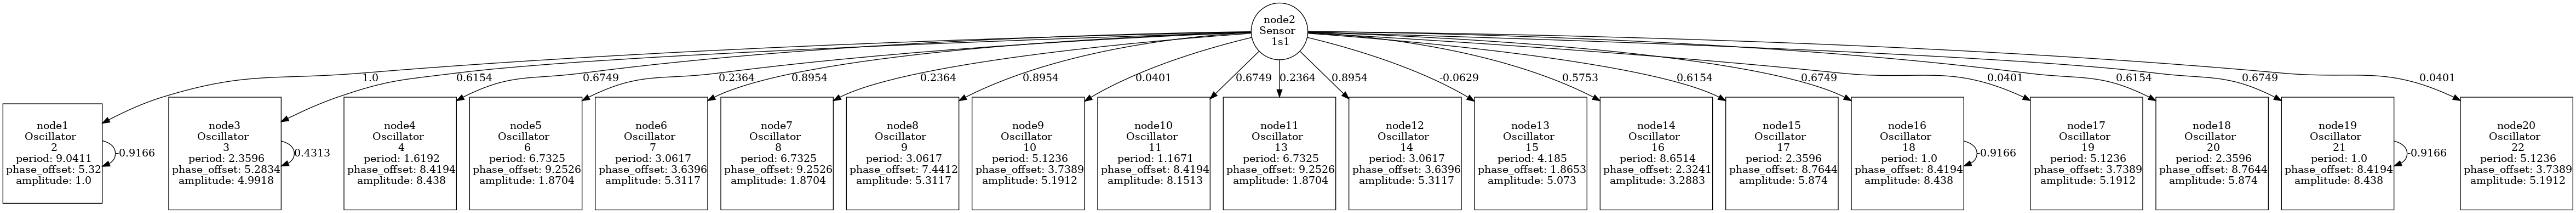 node2
Sensor
1s1
1.0
0.6154
0.6749
0.2364
0.8954
0.2364
0.8954
0.0401
0.6749
0.2364
0.8954
-0.0629
0.5753
0.6154
0.6749
0.0401
0.6154
0.6749
0.0401
node1
Oscillator
2
period: 9.0411
phase_offset: 5.32
amplitude: 1.0
-0.9166
node3
Oscillator
3
period: 2.3596
phase_offset: 5.2834
amplitude: 4.9918
0.4313
node4
Oscillator
4
period: 1.6192
phase_offset: 8.4194
amplitude: 8.438
node5
Oscillator
6
period: 6.7325
phase_offset: 9.2526
amplitude: 1.8704
node6
Oscillator
7
period: 3.0617
phase_offset: 3.6396
amplitude: 5.3117
node7
Oscillator
8
period: 6.7325
phase_offset: 9.2526
amplitude: 1.8704
node8
Oscillator
9
period: 3.0617
phase_offset: 7.4412
amplitude: 5.3117
node9
Oscillator
10
period: 5.1236
phase_offset: 3.7389
amplitude: 5.1912
node10
Oscillator
11
period: 1.1671
phase_offset: 8.4194
amplitude: 8.1513
node11
Oscillator
13
period: 6.7325
phase_offset: 9.2526
amplitude: 1.8704
node12
Oscillator
14
period: 3.0617
phase_offset: 3.6396
amplitude: 5.3117
node13
Oscillator
15
period: 4.185
phase_offset: 1.8653
amplitude: 5.073
node14
Oscillator
16
period: 8.6514
phase_offset: 2.3241
amplitude: 3.2883
node15
Oscillator
17
period: 2.3596
phase_offset: 8.7644
amplitude: 5.874
node16
Oscillator
18
period: 1.0
phase_offset: 8.4194
amplitude: 8.438
-0.9166
node17
Oscillator
19
period: 5.1236
phase_offset: 3.7389
amplitude: 5.1912
node18
Oscillator
20
period: 2.3596
phase_offset: 8.7644
amplitude: 5.874
node19
Oscillator
21
period: 1.0
phase_offset: 8.4194
amplitude: 8.438
-0.9166
node20
Oscillator
22
period: 5.1236
phase_offset: 3.7389
amplitude: 5.1912